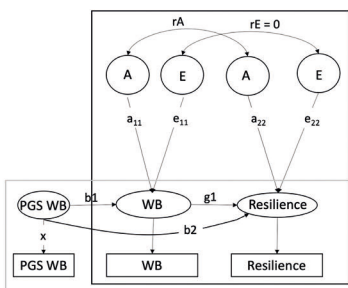 rA
rE = 0
A E A E
a11 e11 a22 e22
PGS WB b1 WB g1 Resilience
x b2
PGS WB WB Resilience